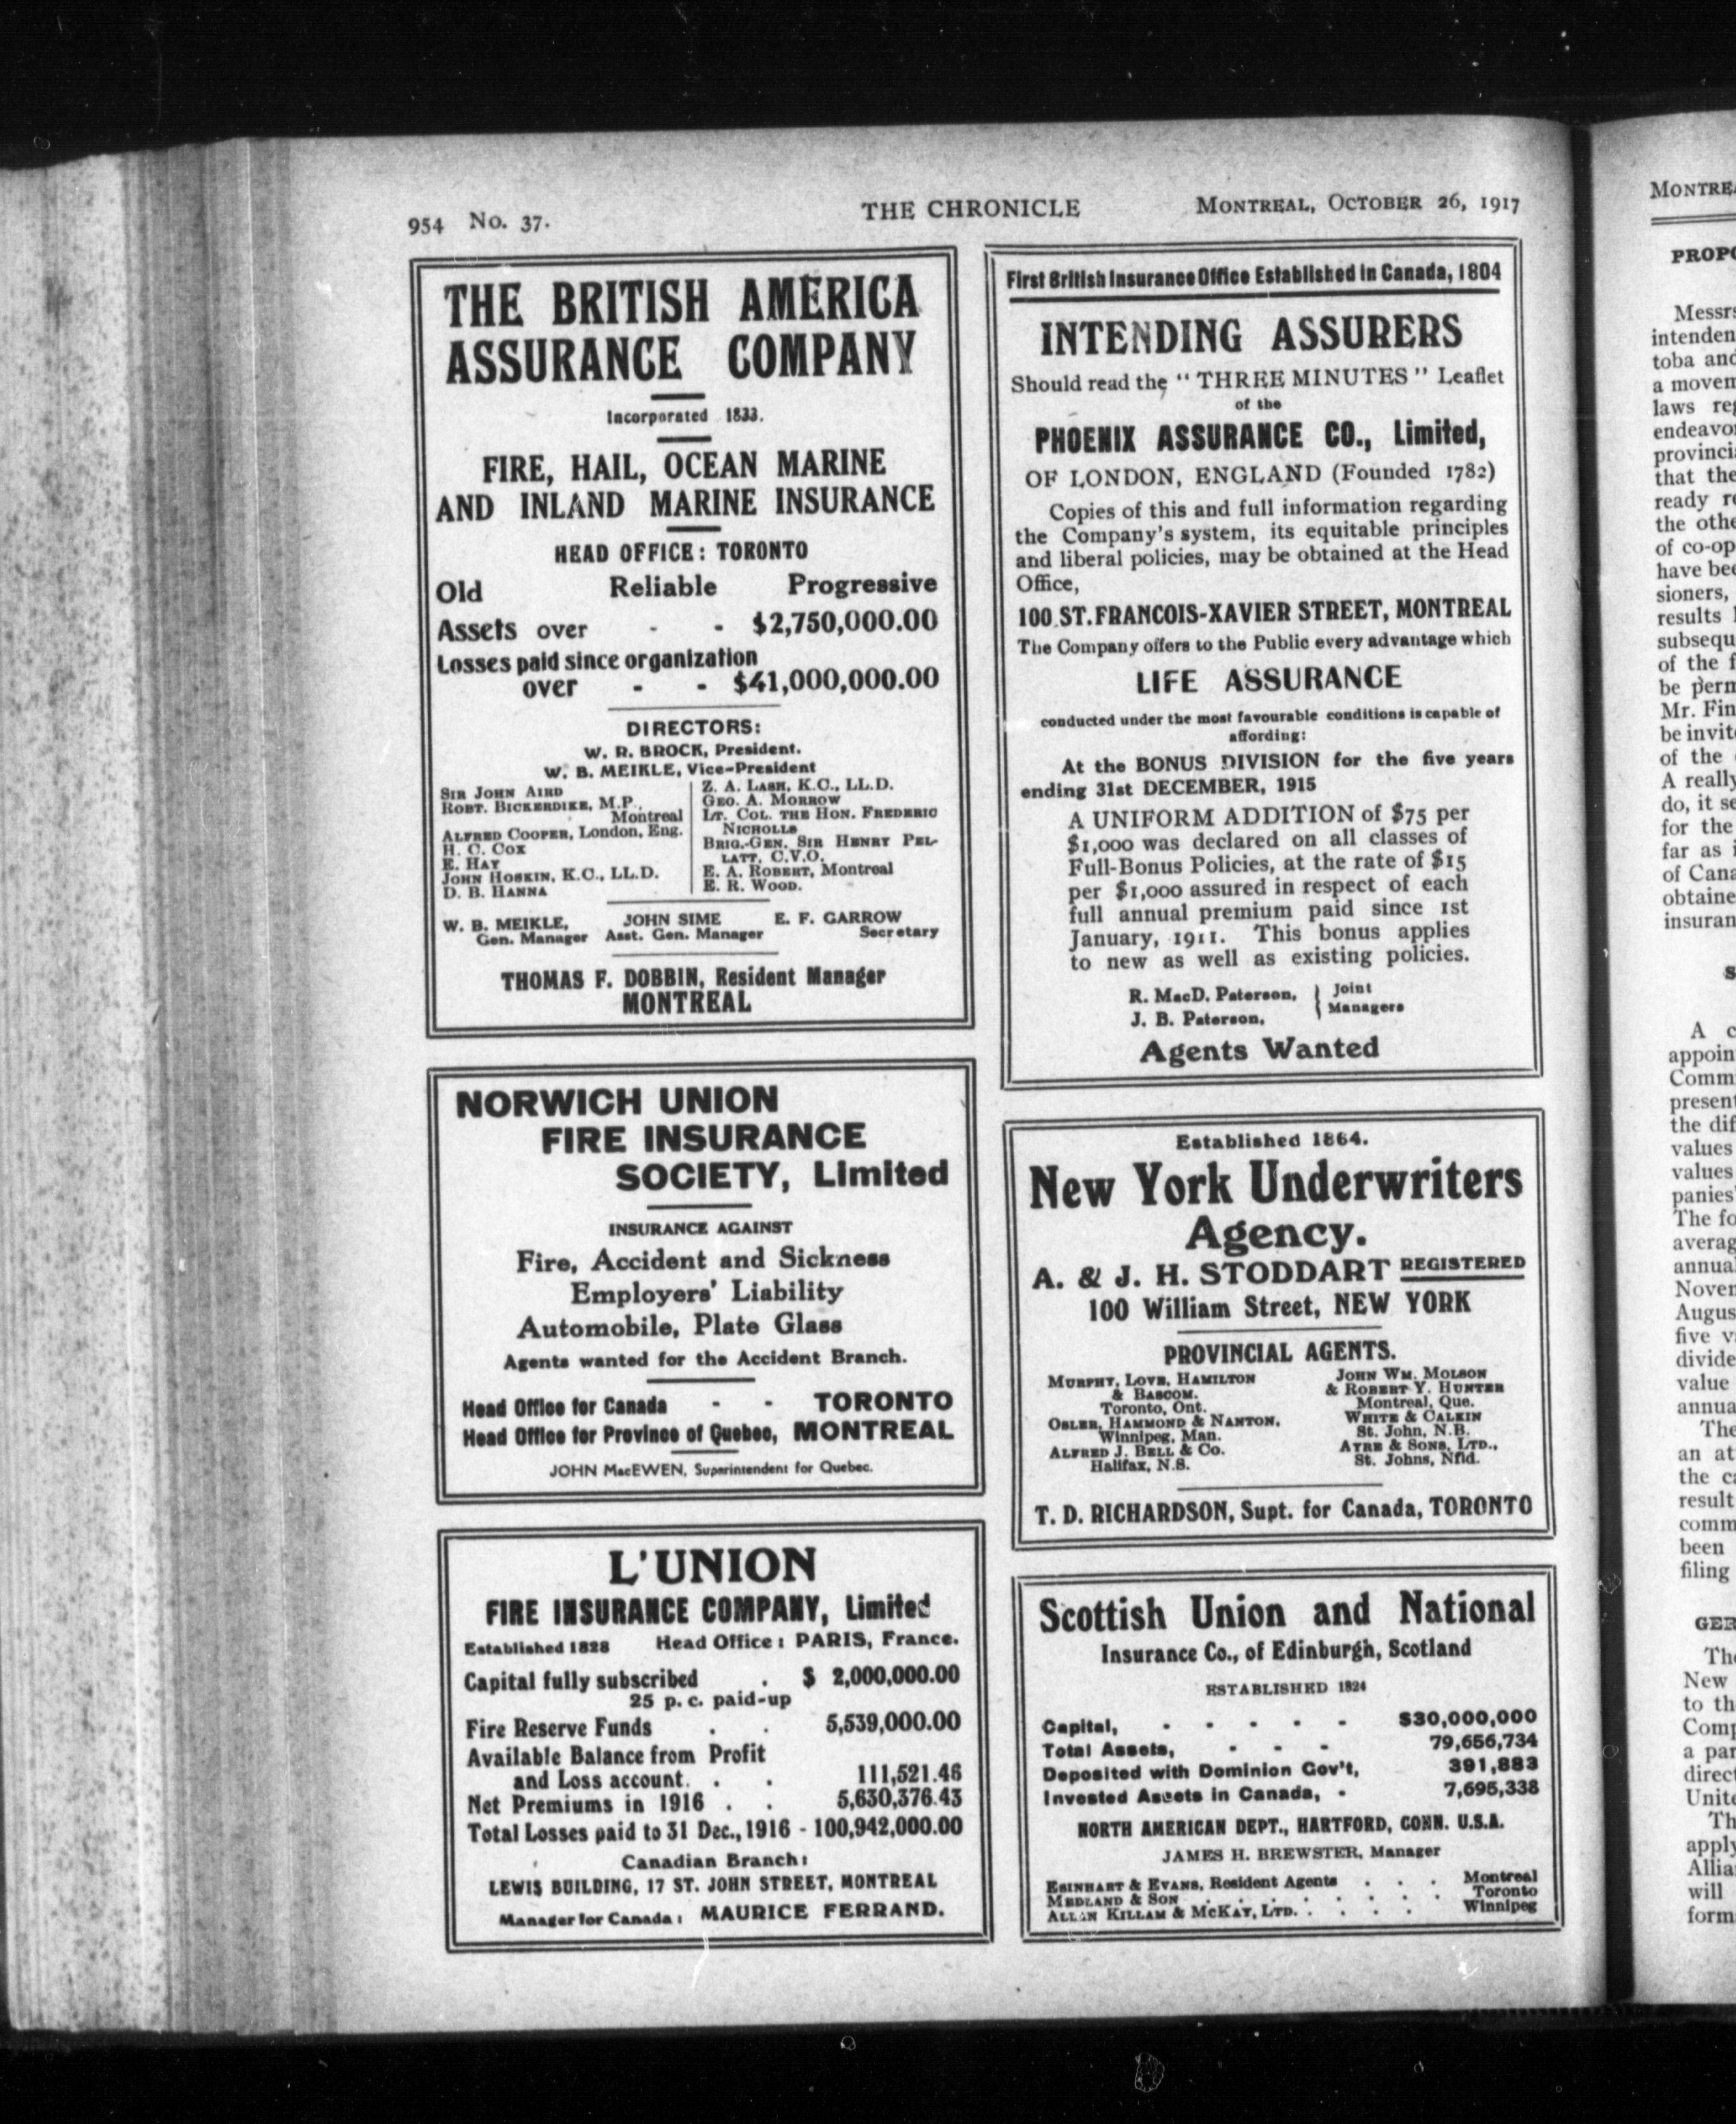 954 No. 37.
THE CHRONICLE
MONTREAL, OCTOBER 26, 1917
THE BRITISH AMERICA
ASSURANCE COMPANY
Incorporated 1833.
FIRE, HAIL, OCEAN MARINE
AND INLAND MARINE INSURANCE
HEAD OFFICE: TORONTO
Old Reliable Progressive
Assets over - - $2,750,000.00
Losses paid since organization
over - - $41,000,000.00
DIRECTORS:
W. R. BROCK, President.
W. B. MEIKLE, Vice-President
SIR JOHN AIRD
ROBT. BICKERDIKE, M.P.,
Montreal
ALFRED COOPER, London, Eng.
H. C. COX
E. HAY
JOHN HOSKIN, K.C., LL.D.
D. B. HANNA
Z. A. LASH, K.C., LL.D.
GEO. A. MORROW
LT. COL. THE HON. FREDERIC
NICHOLLS
BRIG.-GEN. SIR HENRY PEL-
LATT, C.V.O.
E. A. ROBERT, Montreal
E. R. WOOD.
W. B. MEIKLE, JOHN SIME E. F. GARROW
Gen. Manager Asst. Gen. Manager Secretary
THOMAS F. DOBBIN, Resident Manager
MONTREAL
NORWICH UNION
FIRE INSURANCE
SOCIETY, Limited
INSURANCE AGAINST
Fire, Accident and Sickness
Employers' Liability
Automobile, Plate Glass
Agents wanted for the Accident Branch.
Head Office for Canada - - TORONTO
Head Office for Province of Quebec, MONTREAL
JOHN MacEWEN, Superintendent for Quebec.
L'UNION
FIRE INSURANCE COMPANY, Limited
Established 1828 Head Office: PARIS, France.
Capital fully subscribed . $ 2,000,000.00
25 p. c. paid-up
Fire Reserve Funds . . 5,539,000.00
Available Balance from Profit
and Loss account. . . 111,521.46
Net Premiums in 1916 . . 5,630,376.43
Total Losses paid to 31 Dec., 1916 - 100,942,000.00
Canadian Branch:
LEWIS BUILDING, 17 ST. JOHN STREET, MONTREAL
Manager for Canada: MAURICE FERRAND.
First British Insurance Office Established in Canada, 1804
INTENDING ASSURERS
Should read the "THREE MINUTES" Leaflet
of the
PHOENIX ASSURANCE CO., Limited,
OF LONDON, ENGLAND (Founded 1782)
Copies of this and full information regarding
the Company's system, its equitable principles
and liberal policies, may be obtained at the Head
Office,
100 ST. FRANCOIS-XAVIER STREET, MONTREAL
The Company offers to the Public every advantage which
LIFE ASSURANCE
conducted under the most favourable conditions is capable of
affording:
At the BONUS DIVISION for the five years
ending 31st DECEMBER, 1915
A UNIFORM ADDITION of $75 per
$1,000 was declared on all classes of
Full-Bonus Policies, at the rate of $15
per $1,000 assured in respect of each
full annual premium paid since 1st
January, 1911. This bonus applies
to new as well as existing policies.
R. MacD. Paterson, } Joint
J. B. Paterson, } Managers
Agents Wanted
Established 1864.
New York Underwriters
Agency.
A. & J. H. STODDART REGISTERED
100 William Street, NEW YORK
PROVINCIAL AGENTS.
MURPHY, LOVE, HAMILTON
& BASCOM,
Toronto, Ont.
OSLER, HAMMOND & NANTON,
Winnipeg, Man.
ALFRED J. BELL & CO.
Halifax, N.S.
JOHN WM. MOLSON
& ROBERT Y. HUNTER
Montreal, Que.
WHITE & CALKIN
St. John, N.B.
AYRE & SONS, LTD.,
St. Johns, Nfld.
T. D. RICHARDSON, Supt. for Canada, TORONTO
Scottish Union and National
Insurance Co., of Edinburgh, Scotland
ESTABLISHED 1824
Capital, - - - - - $30,000,000
Total Assets, - - - 79,656,734
Deposited with Dominion Gov't, 391,883
Invested Assets in Canada, - 7,695,338
NORTH AMERICAN DEPT., HARTFORD, CONN. U.S.A.
JAMES H. BREWSTER, Manager
ESINHART & EVANS, Resident Agents . . . Montreal
MEDLAND & SON . . . . . . . . Toronto
ALLAN KILLAM & MCKAY, LTD. . . . . Winnipeg